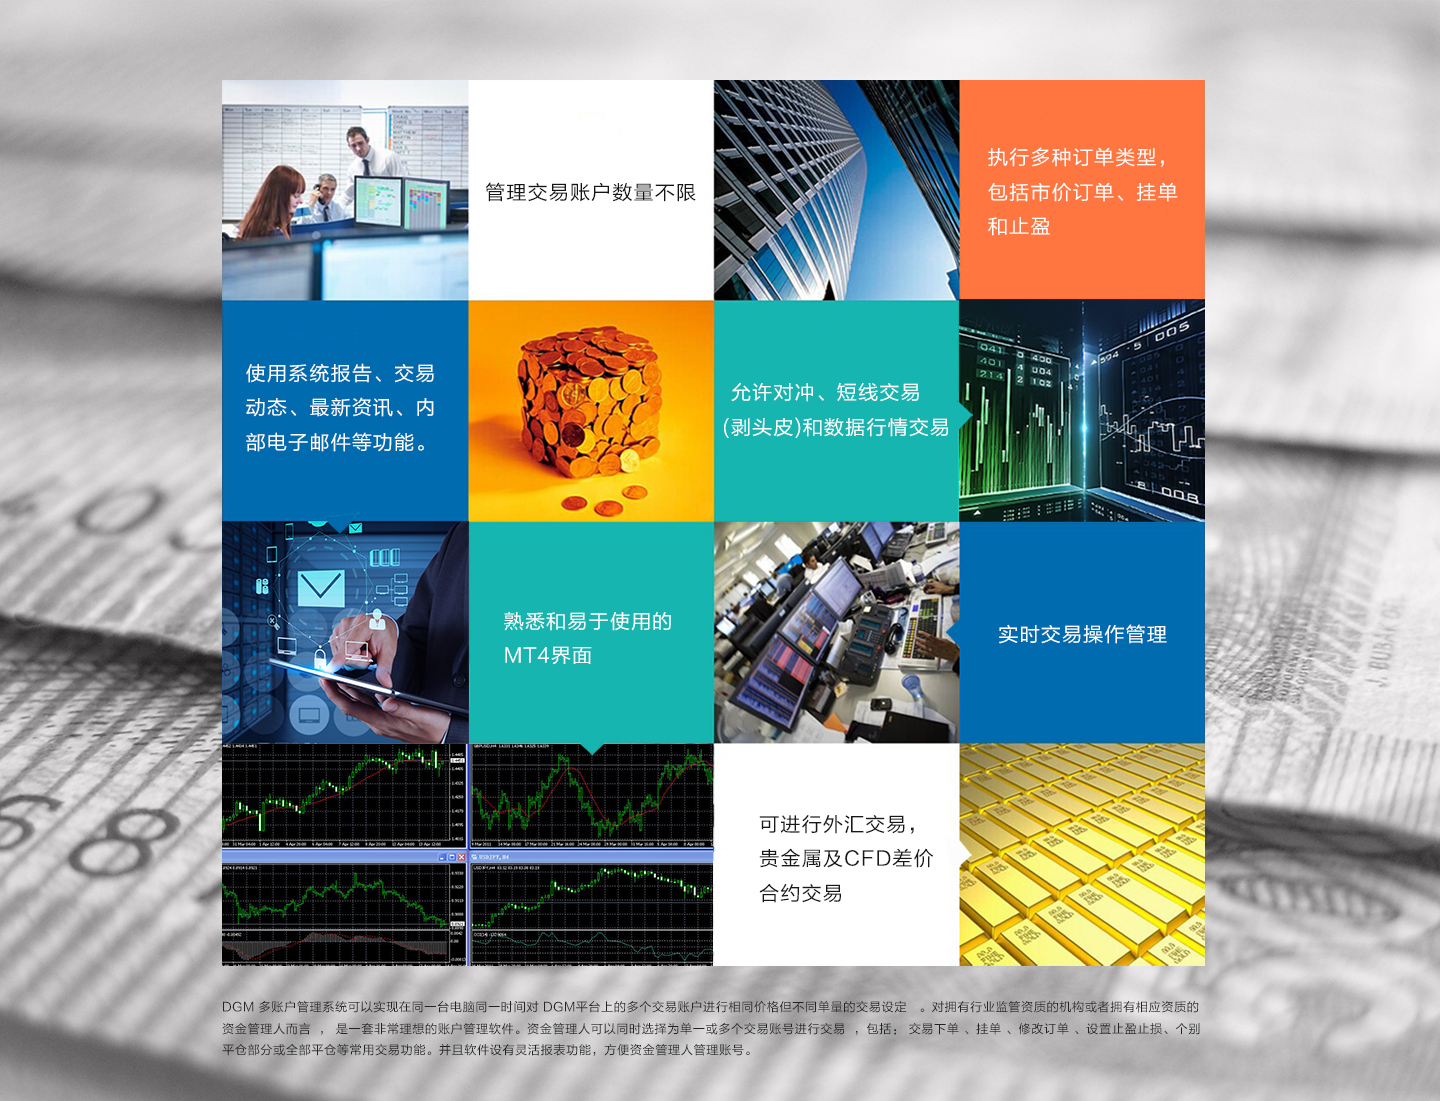 管理交易账户数量不限
执行多种订单类型，
包括市价订单、挂单
和止盈
使用系统报告、交易
动态、最新资讯、内
部电子邮件等功能。
允许对冲、短线交易
(剥头皮)和数据行情交易
熟悉和易于使用的
MT4界面
实时交易操作管理
可进行外汇交易，
贵金属及CFD差价
合约交易
DGM 多账户管理系统可以实现在同一台电脑同一时间对 DGM平台上的多个交易账户进行相同价格但不同单量的交易设定 。对拥有行业监管资质的机构或者拥有相应资质的
资金管理人而言 ， 是一套非常理想的账户管理软件。资金管理人可以同时选择为单一或多个交易账号进行交易 ，包括： 交易下单 、挂单 、修改订单 、设置止盈止损、个别
平仓部分或全部平仓等常用交易功能。并且软件设有灵活报表功能，方便资金管理人管理账号。